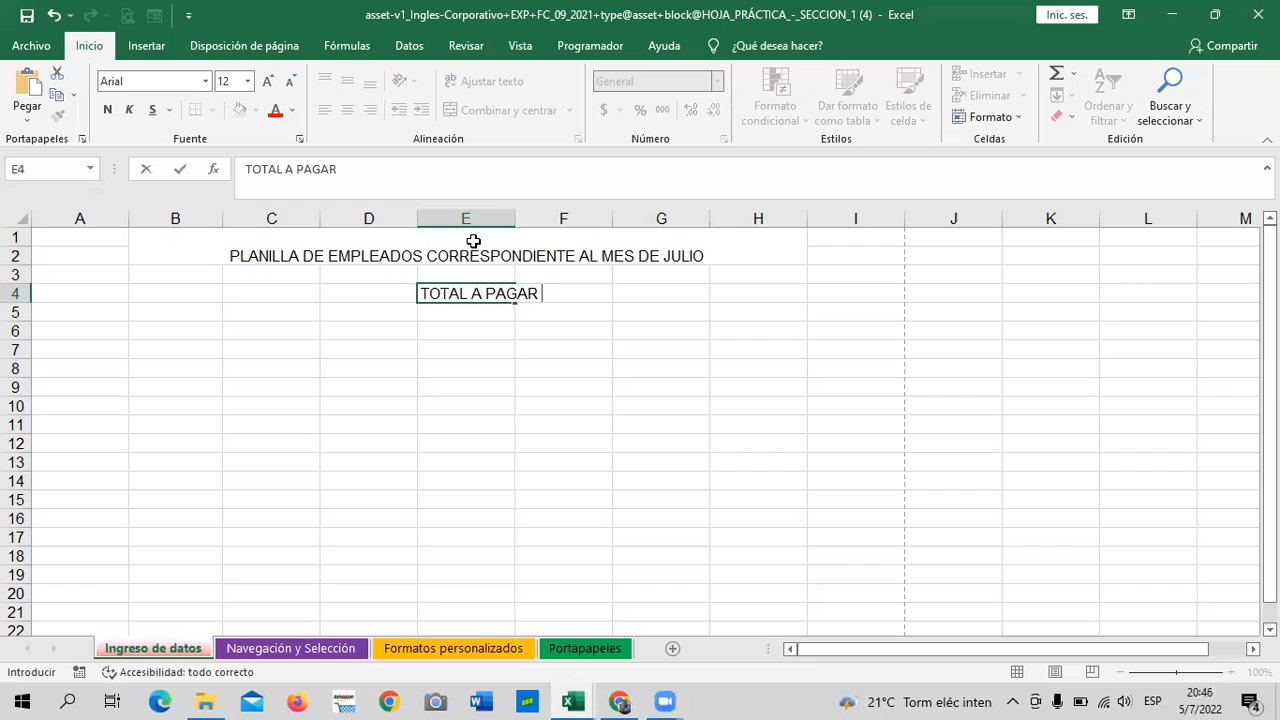 asst-v1_Ingles-Corporativo+EXP+FC_09_2021+type@asset+block@HOJA_PRÁCTICA_-_SECCION_1 (4) - Excel
Inic. ses.
Archivo Inicio Insertar Disposición de página Fórmulas Datos Revisar Vista Programador Ayuda ¿Qué desea hacer? Compartir
Pegar
Arial 12
N K S
Ajustar texto
Combinar y centrar
General
$ % 000
Formato condicional
Dar formato como tabla
Estilos de celda
Insertar
Eliminar
Formato
Ordenar y filtrar
Buscar y seleccionar
Portapapeles Fuente Alineación Número Estilos Celdas Edición
E4 fx TOTAL A PAGAR
A B C D E F G H I J K L M
1
2 PLANILLA DE EMPLEADOS CORRESPONDIENTE AL MES DE JULIO
3
4 TOTAL A PAGAR
5
6
7
8
9
10
11
12
13
14
15
16
17
18
19
20
21
22
Ingreso de datos Navegación y Selección Formatos personalizados Portapapeles
Introducir Accesibilidad: todo correcto 100%
21°C Torm eléc inten ESP 20:46
5/7/2022 4